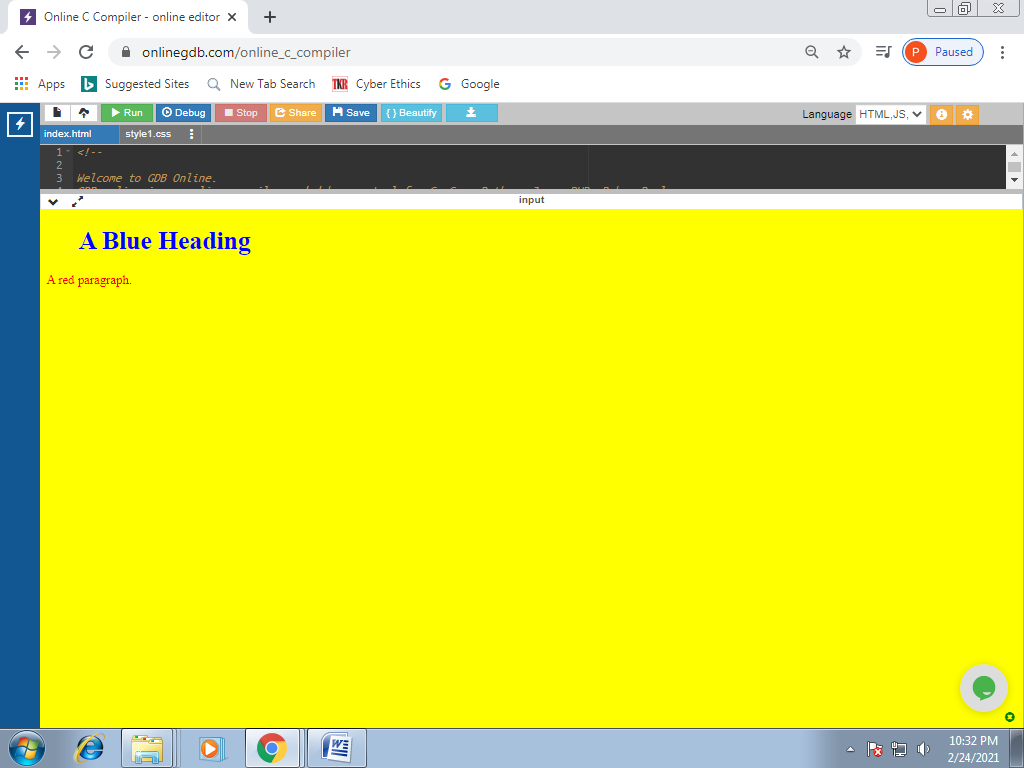 Online C Compiler - online editor
onlinegdb.com/online_c_compiler
P Paused
Apps Suggested Sites New Tab Search TKR Cyber Ethics Google
Run Debug Stop Share Save { } Beautify
Language HTML,JS,
index.html style1.css
1 <!--
2
3 Welcome to GDB Online.
input
A Blue Heading
A red paragraph.
10:32 PM
2/24/2021